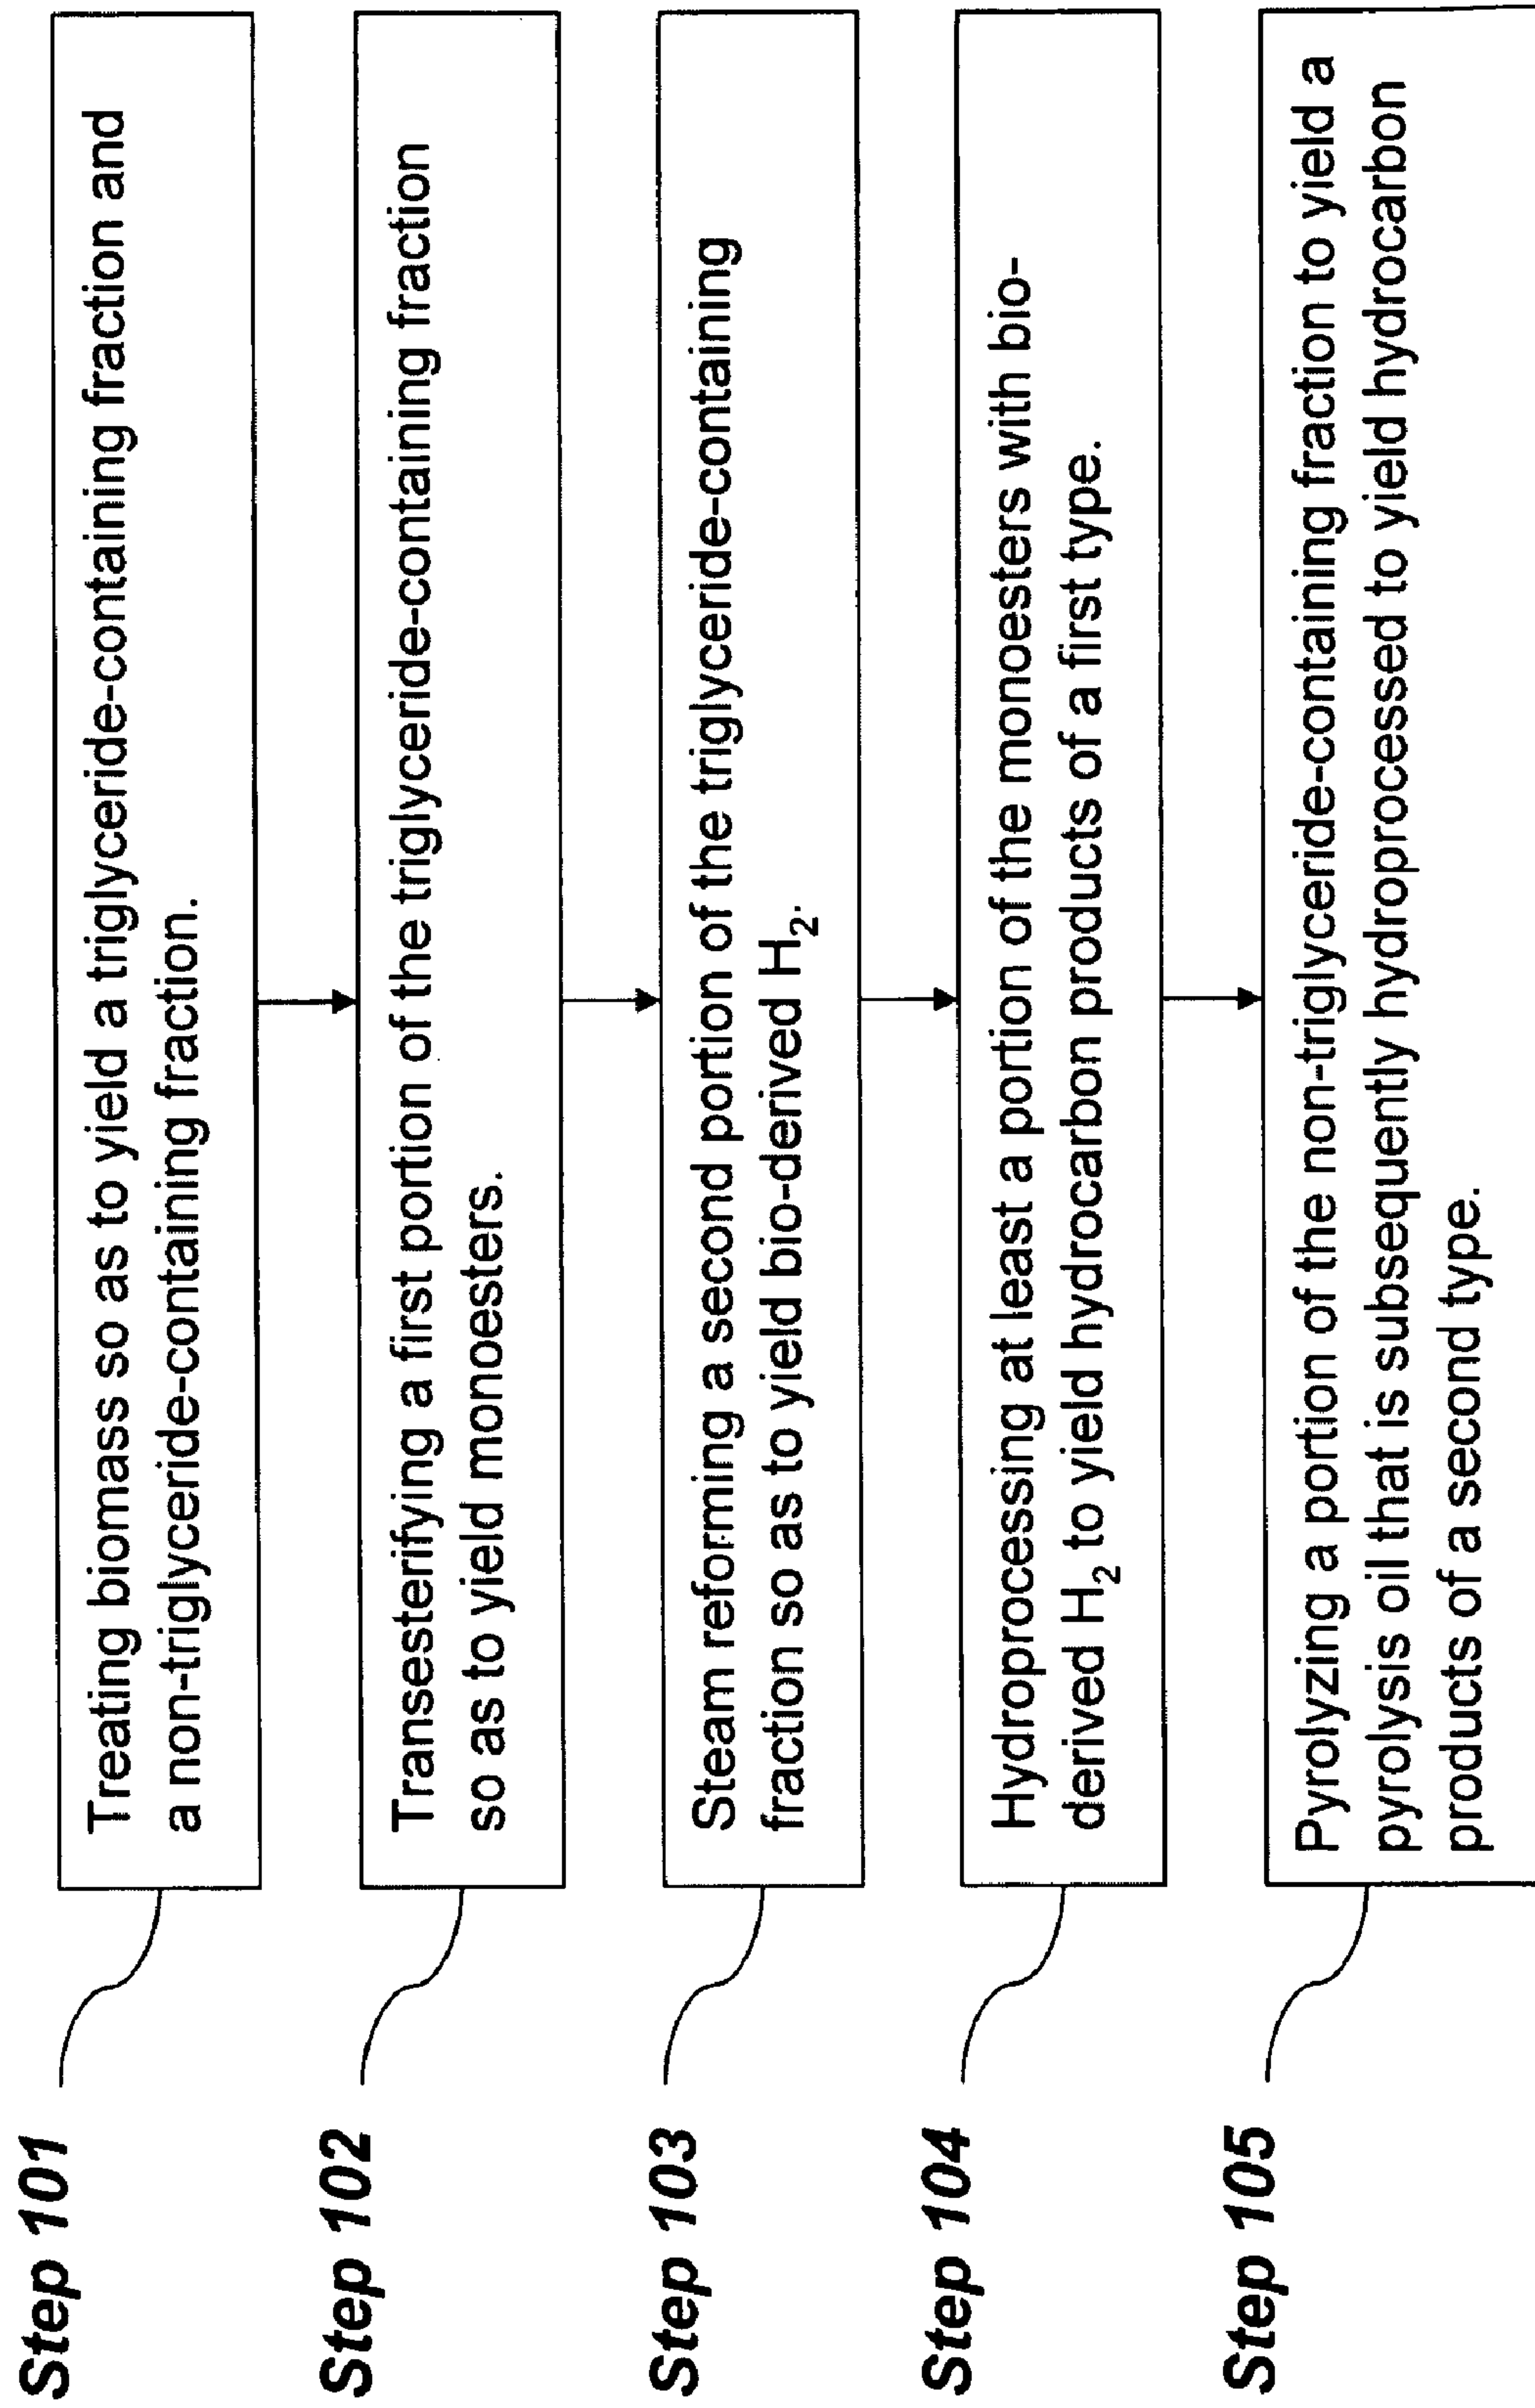 Step 101
Treating biomass so as to yield a triglyceride-containing fraction and
a non-triglyceride-containing fraction.
Step 102
Transesterifying a first portion of the triglyceride-containing fraction
so as to yield monoesters.
Step 103
Steam reforming a second portion of the triglyceride-containing
fraction so as to yield bio-derived H₂.
Step 104
Hydroprocessing at least a portion of the monoesters with bio-
derived H₂ to yield hydrocarbon products of a first type.
Step 105
Pyrolyzing a portion of the non-triglyceride-containing fraction to yield a
pyrolysis oil that is subsequently hydroprocessed to yield hydrocarbon
products of a second type.